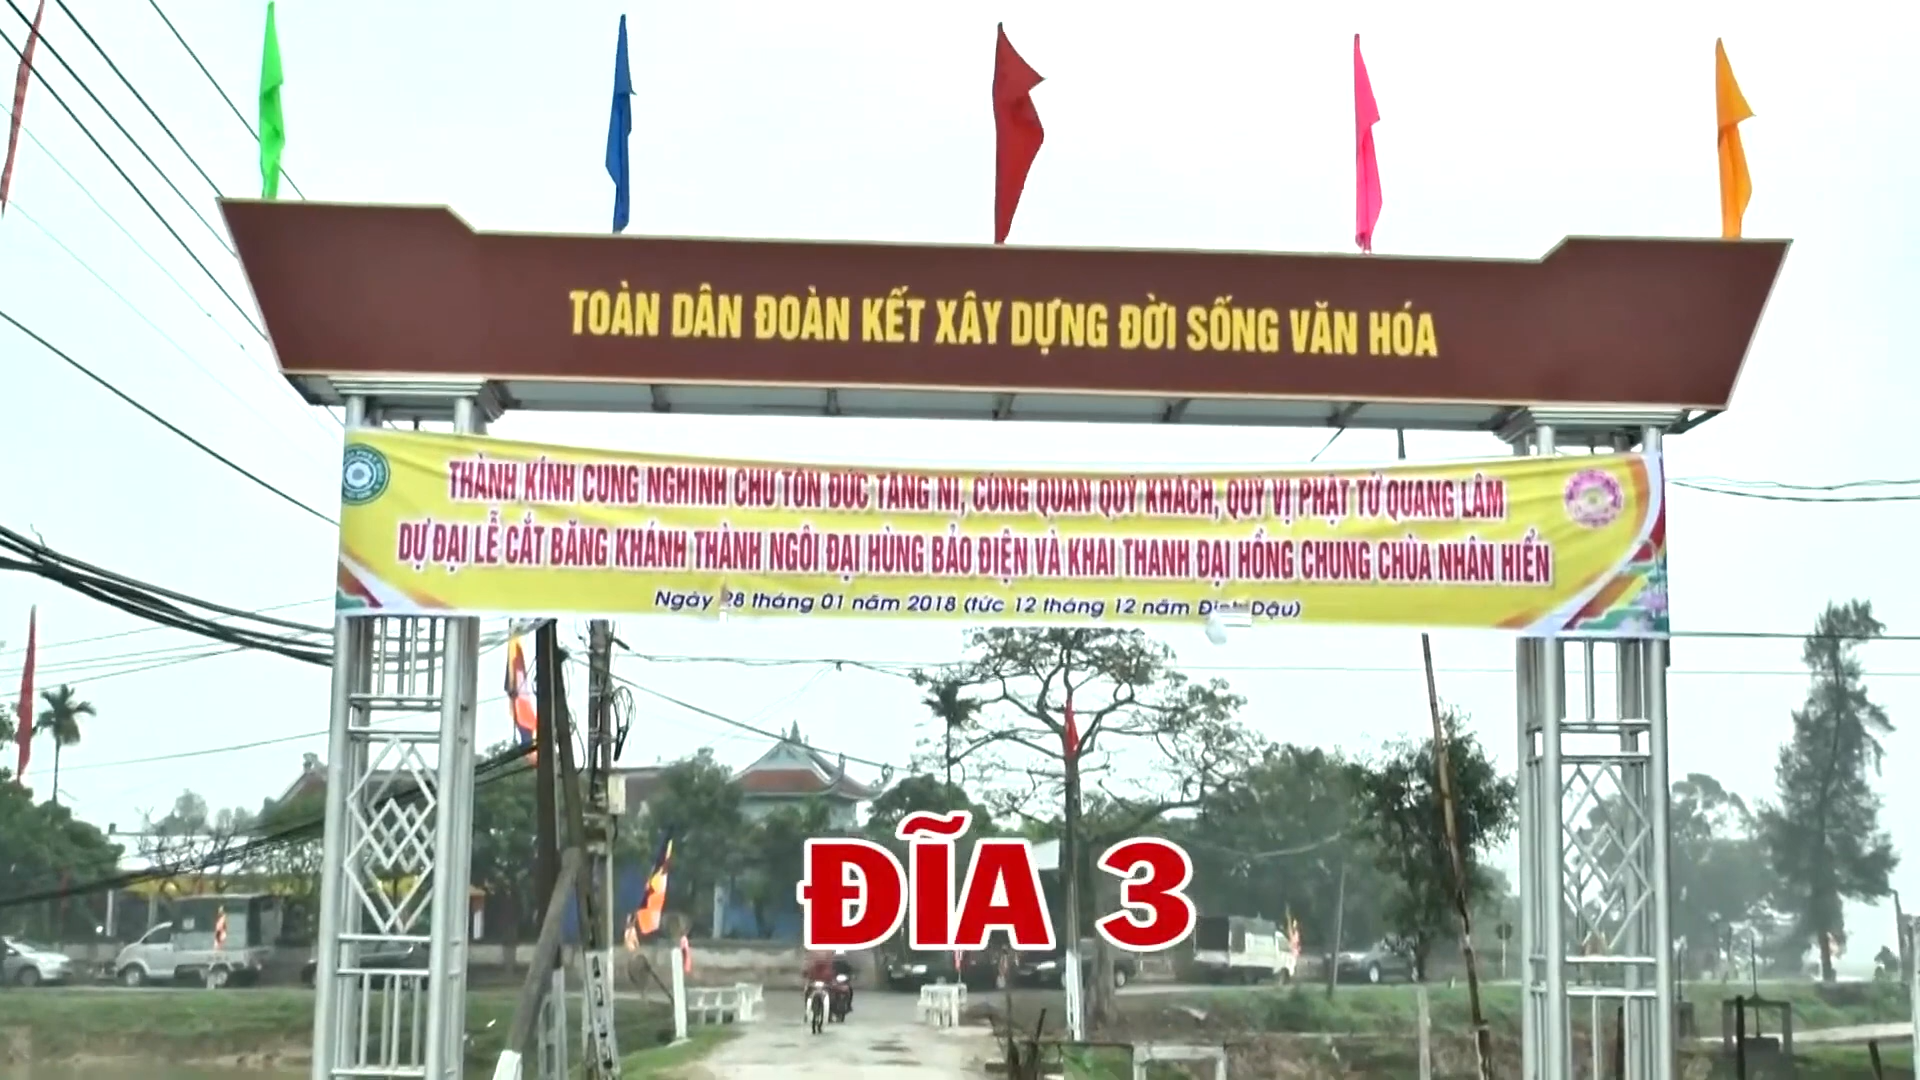 TOÀN DÂN ĐOÀN KẾT XÂY DỰNG ĐỜI SỐNG VĂN HÓA
THÀNH KÍNH CUNG NGHINH CHƯ TÔN ĐỨC TĂNG NI, CÙNG QUAN QUÝ KHÁCH, QUÝ VỊ PHẬT TỬ QUANG LÂM
DỰ ĐẠI LỄ CẮT BĂNG KHÁNH THÀNH NGÔI ĐẠI HÙNG BẢO ĐIỆN VÀ KHAI THANH ĐẠI HỒNG CHUNG CHÙA NHÂN HIỂN
Ngày 28 tháng 01 năm 2018 (tức 12 tháng 12 năm Đinh Dậu)
ĐĨA 3